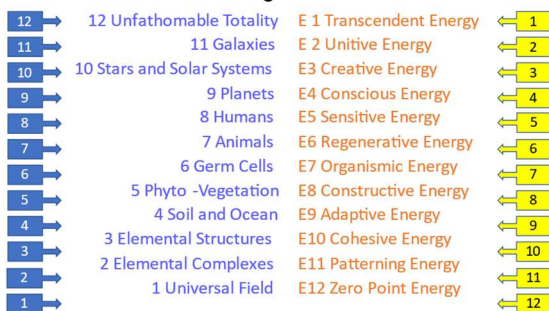 12 12 Unfathomable Totality E 1 Transcendent Energy 1
11 11 Galaxies E 2 Unitive Energy 2
10 10 Stars and Solar Systems E3 Creative Energy 3
9 9 Planets E4 Conscious Energy 4
8 8 Humans E5 Sensitive Energy 5
7 7 Animals E6 Regenerative Energy 6
6 6 Germ Cells E7 Organismic Energy 7
5 5 Phyto -Vegetation E8 Constructive Energy 8
4 4 Soil and Ocean E9 Adaptive Energy 9
3 3 Elemental Structures E10 Cohesive Energy 10
2 2 Elemental Complexes E11 Patterning Energy 11
1 1 Universal Field E12 Zero Point Energy 12